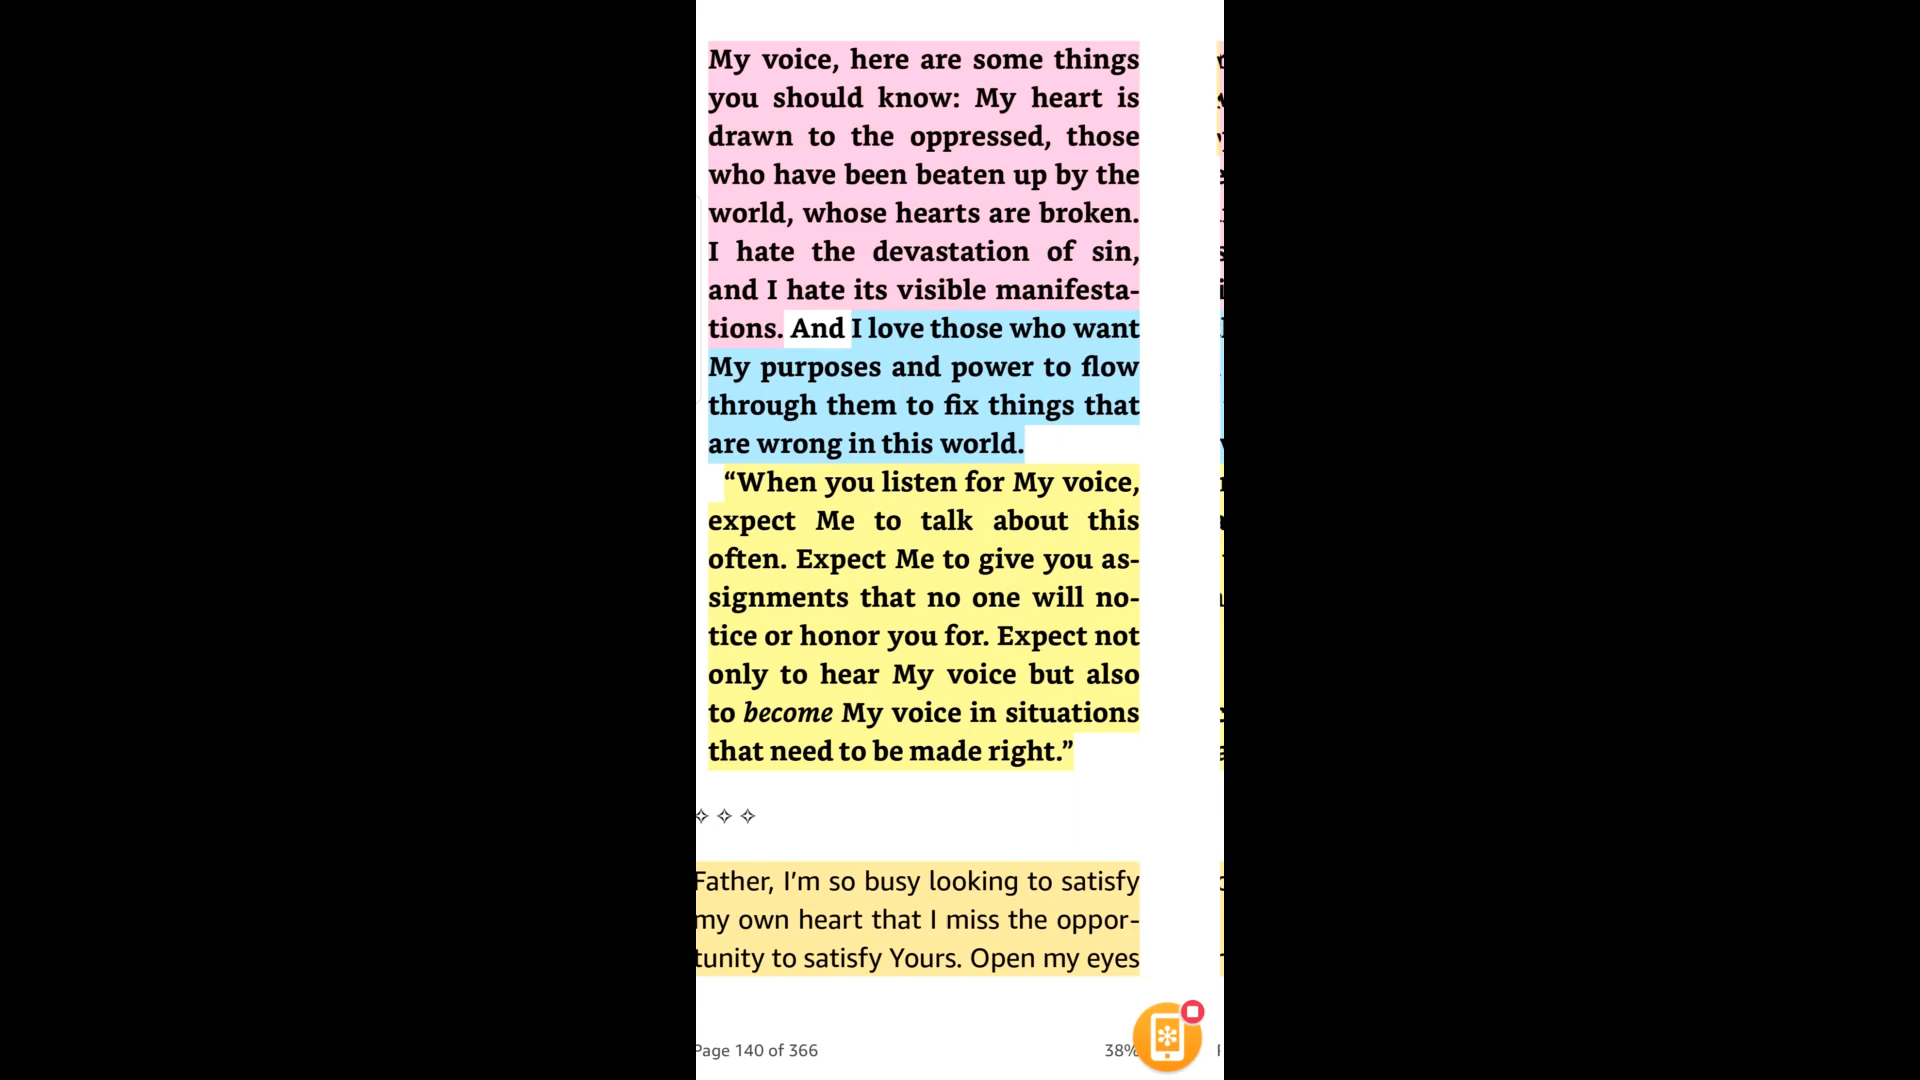 My voice, here are some things
you should know: My heart is
drawn to the oppressed, those
who have been beaten up by the
world, whose hearts are broken.
I hate the devastation of sin,
and I hate its visible manifesta-
tions. And I love those who want
My purposes and power to flow
through them to fix things that
are wrong in this world.
“When you listen for My voice,
expect Me to talk about this
often. Expect Me to give you as-
signments that no one will no-
tice or honor you for. Expect not
only to hear My voice but also
to become My voice in situations
that need to be made right.”
Father, I’m so busy looking to satisfy
my own heart that I miss the oppor-
tunity to satisfy Yours. Open my eyes
Page 140 of 366
38%